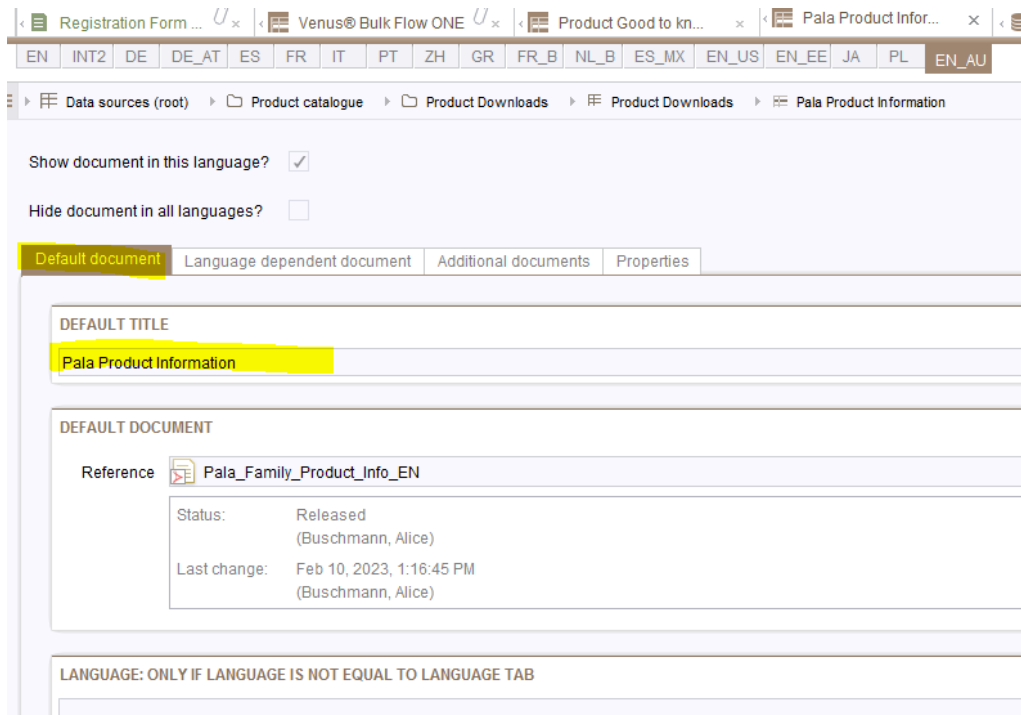 Registration Form ... Venus® Bulk Flow ONE Product Good to kn... Pala Product Infor...
EN INT2 DE DE_AT ES FR IT PT ZH GR FR_B NL_B ES_MX EN_US EN_EE JA PL EN_AU
Data sources (root) Product catalogue Product Downloads Product Downloads Pala Product Information
Show document in this language?
Hide document in all languages?
Default document Language dependent document Additional documents Properties
DEFAULT TITLE
Pala Product Information
DEFAULT DOCUMENT
Reference Pala_Family_Product_Info_EN
Status: Released
(Buschmann, Alice)
Last change: Feb 10, 2023, 1:16:45 PM
(Buschmann, Alice)
LANGUAGE: ONLY IF LANGUAGE IS NOT EQUAL TO LANGUAGE TAB